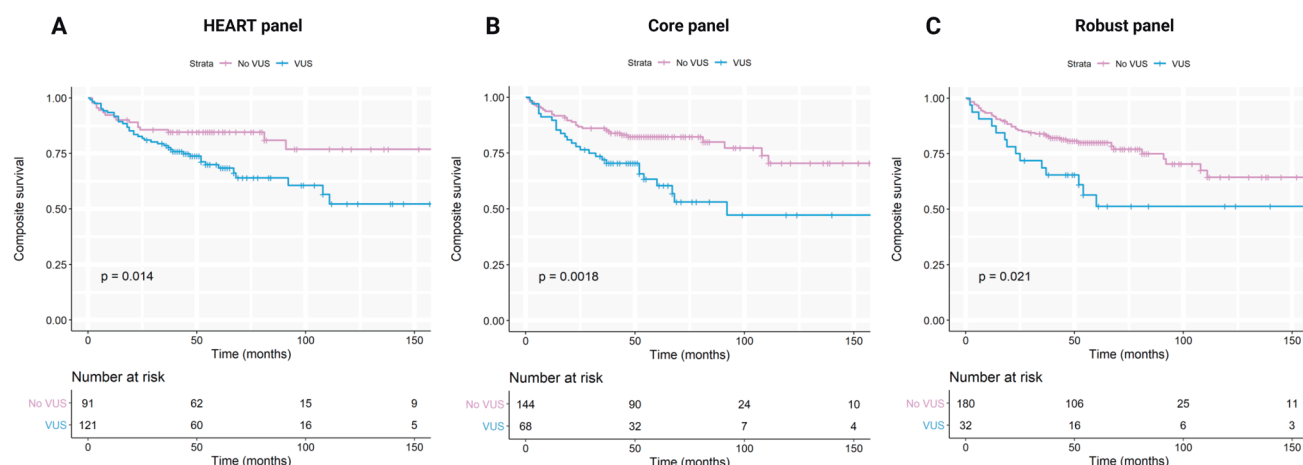 A HEART panel
Strata No VUS VUS
Composite survival
1.00
0.75
0.50
0.25
0.00
p = 0.014
0 50 100 150
Time (months)
Number at risk
No VUS 91 62 15 9
VUS 121 60 16 5
0 50 100 150
Time (months)
B Core panel
Strata No VUS VUS
Composite survival
1.00
0.75
0.50
0.25
0.00
p = 0.0018
0 50 100 150
Time (months)
Number at risk
No VUS 144 90 24 10
VUS 68 32 7 4
0 50 100 150
Time (months)
C Robust panel
Strata No VUS VUS
Composite survival
1.00
0.75
0.50
0.25
0.00
p = 0.021
0 50 100 150
Time (months)
Number at risk
No VUS 180 106 25 11
VUS 32 16 6 3
0 50 100 150
Time (months)